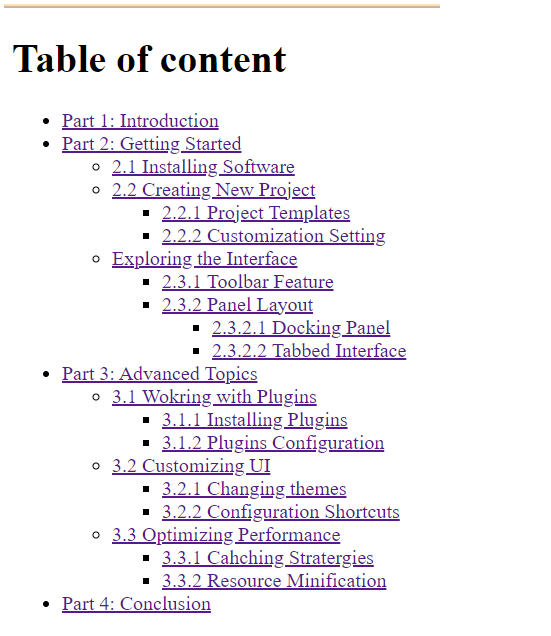 Table of content
Part 1: Introduction
Part 2: Getting Started
2.1 Installing Software
2.2 Creating New Project
2.2.1 Project Templates
2.2.2 Customization Setting
Exploring the Interface
2.3.1 Toolbar Feature
2.3.2 Panel Layout
2.3.2.1 Docking Panel
2.3.2.2 Tabbed Interface
Part 3: Advanced Topics
3.1 Wokring with Plugins
3.1.1 Installing Plugins
3.1.2 Plugins Configuration
3.2 Customizing UI
3.2.1 Changing themes
3.2.2 Configuration Shortcuts
3.3 Optimizing Performance
3.3.1 Cahching Stratergies
3.3.2 Resource Minification
Part 4: Conclusion